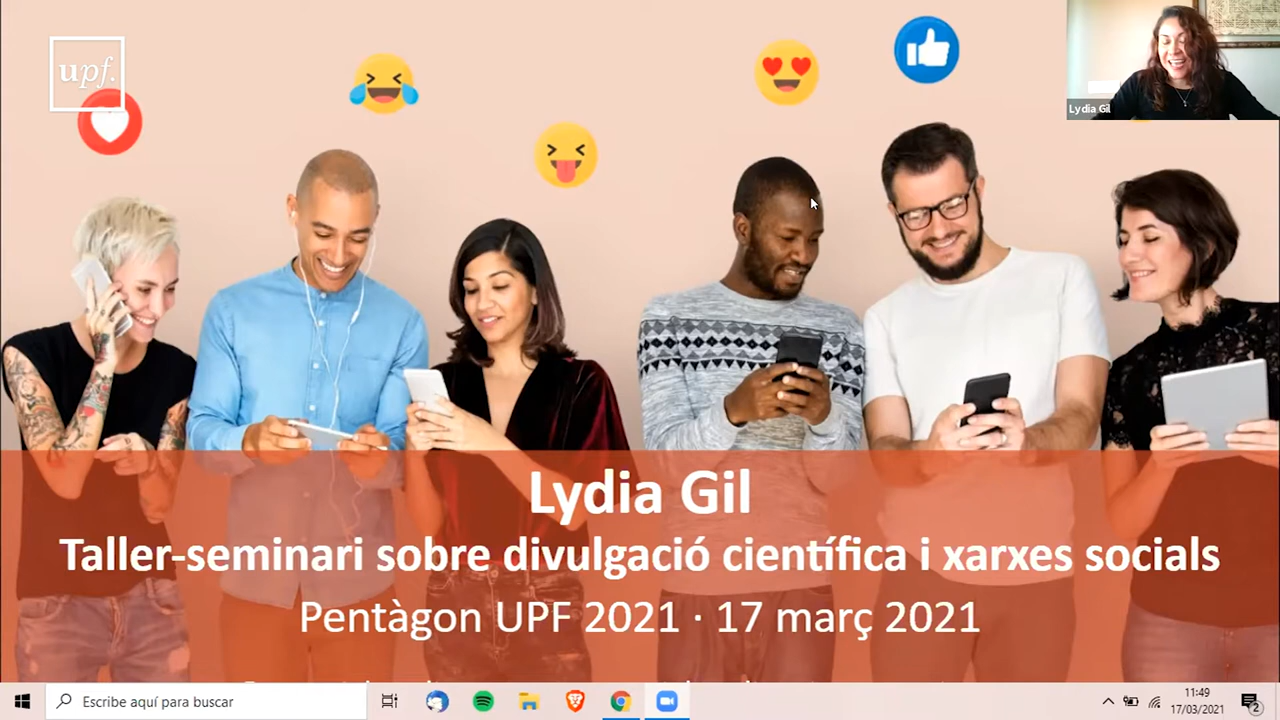 upf.
Lydia Gil
Lydia Gil
Taller-seminari sobre divulgació científica i xarxes socials
Pentàgon UPF 2021 · 17 març 2021
Escribe aquí para buscar
11:49
17/03/2021
2